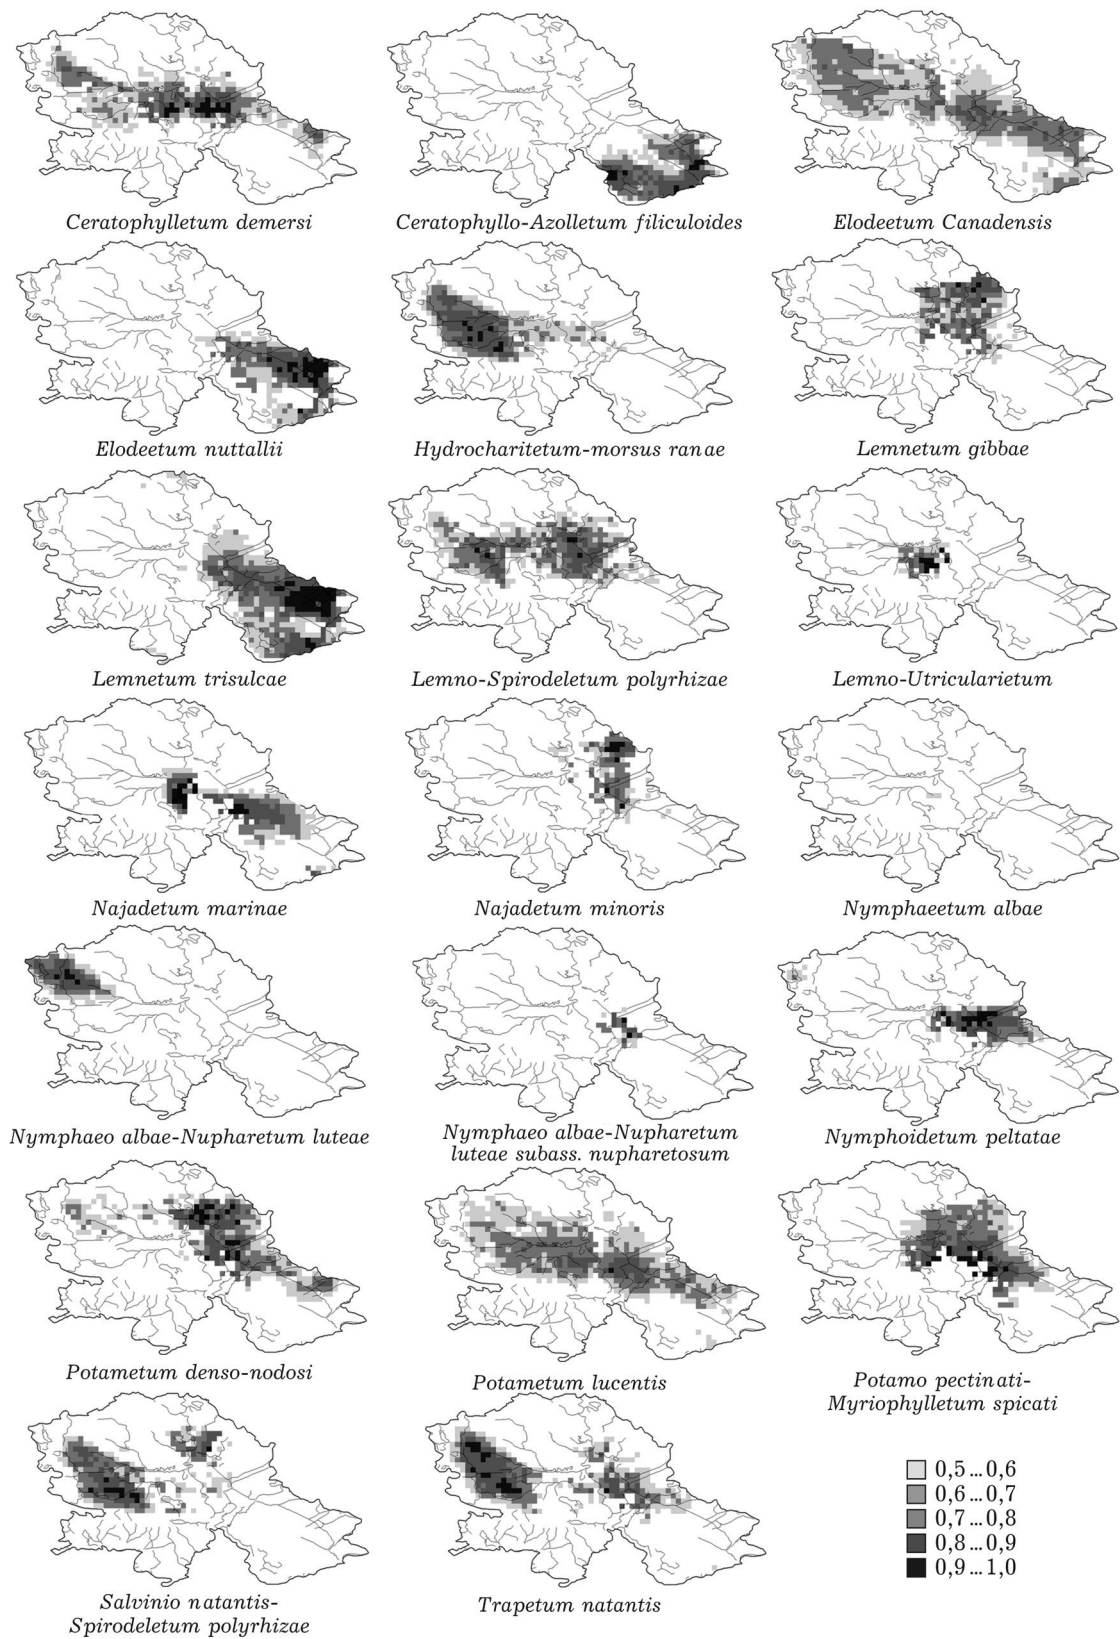 Ceratophylletum demersi
Ceratophyllo-Azolletum filiculoides
Elodeetum Canadensis
Elodeetum nuttallii
Hydrocharitetum-morsus ranae
Lemnetum gibbae
Lemnetum trisulcae
Lemno-Spirodeletum polyrhizae
Lemno-Utricularietum
Najadetum marinae
Najadetum minoris
Nymphaeetum albae
Nymphaeo albae-Nupharetum luteae
Nymphaeo albae-Nupharetum
luteae subass. nupharetosum
Nymphoidetum peltatae
Potametum denso-nodosi
Potametum lucentis
Potamo pectinati-
Myriophylletum spicati
Salvinio natantis-
Spirodeletum polyrhizae
Trapetum natantis
0,5...0,6
0,6...0,7
0,7...0,8
0,8...0,9
0,9...1,0